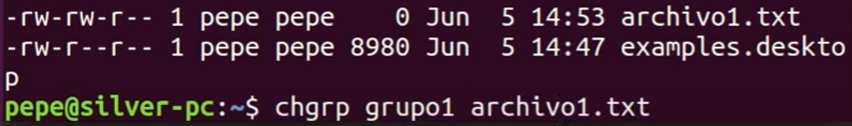 -rw-rw-r-- 1 pepe pepe    0 Jun  5 14:53 archivo1.txt
-rw-r--r-- 1 pepe pepe 8980 Jun  5 14:47 examples.deskto
p
pepe@silver-pc:~$ chgrp grupo1 archivo1.txt